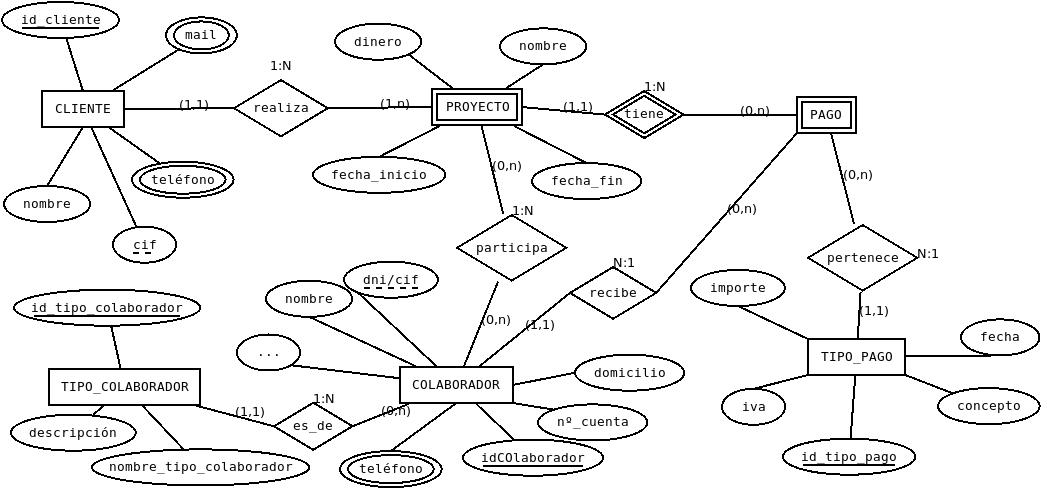 id_cliente
mail
dinero
nombre
1:N
1:N
CLIENTE
(1,1)
realiza
(1,n)
PROYECTO
(1,1)
tiene
(0,n)
PAGO
teléfono
fecha_inicio
(0,n)
fecha_fin
(0,n)
nombre
cif
1:N
(0,n)
participa
pertenece
N:1
N:1
dni/cif
nombre
recibe
importe
id_tipo_colaborador
(0,n)
(1,1)
(1,1)
fecha
...
TIPO_COLABORADOR
COLABORADOR
domicilio
TIPO_PAGO
1:N
(1,1)
es_de
(0,n)
nº_cuenta
iva
concepto
descripción
nombre_tipo_colaborador
teléfono
idCOlaborador
id_tipo_pago